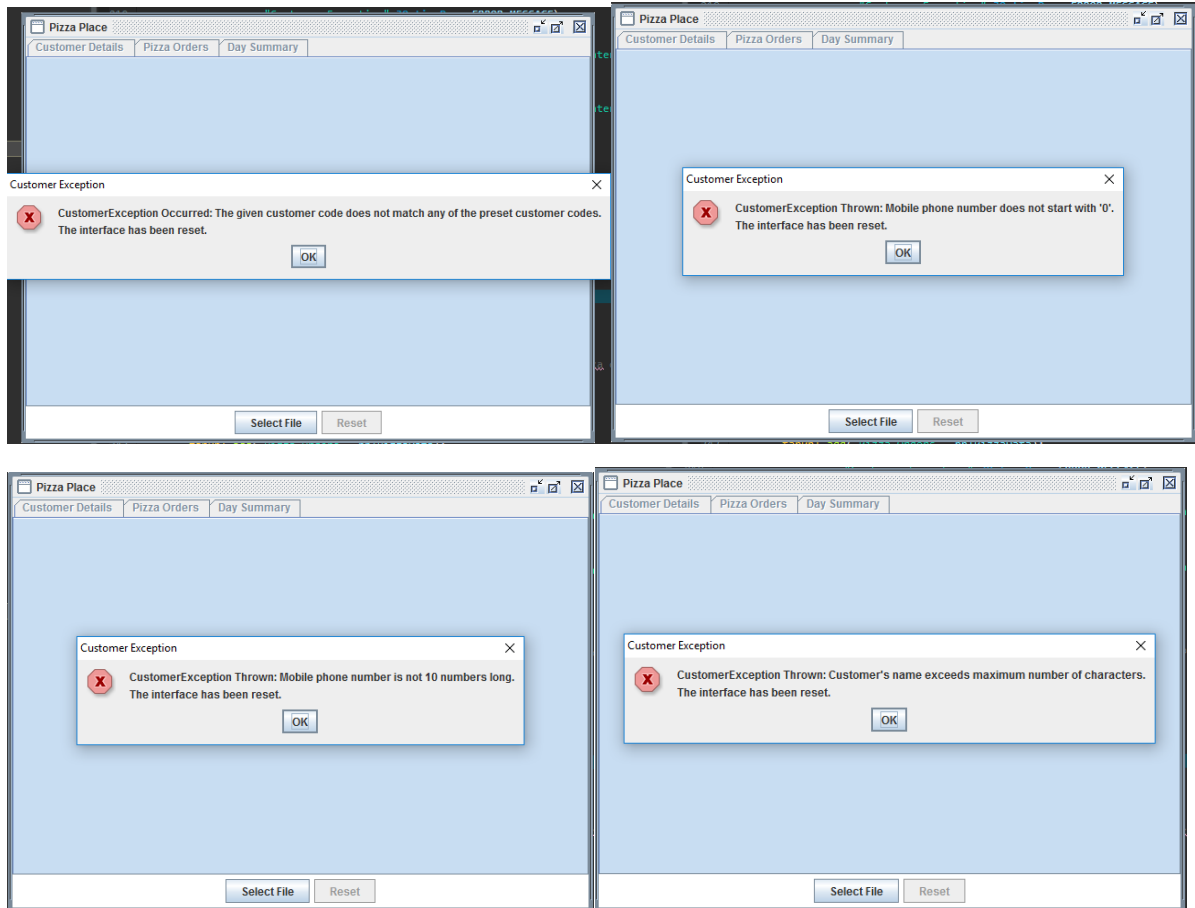 Pizza Place
Customer Details Pizza Orders Day Summary
Customer Exception
CustomerException Occurred: The given customer code does not match any of the preset customer codes.
The interface has been reset.
OK
Select File Reset
Pizza Place
Customer Details Pizza Orders Day Summary
Customer Exception
CustomerException Thrown: Mobile phone number does not start with '0'.
The interface has been reset.
OK
Select File Reset
Pizza Place
Customer Details Pizza Orders Day Summary
Customer Exception
CustomerException Thrown: Mobile phone number is not 10 numbers long.
The interface has been reset.
OK
Select File Reset
Pizza Place
Customer Details Pizza Orders Day Summary
Customer Exception
CustomerException Thrown: Customer's name exceeds maximum number of characters.
The interface has been reset.
OK
Select File Reset